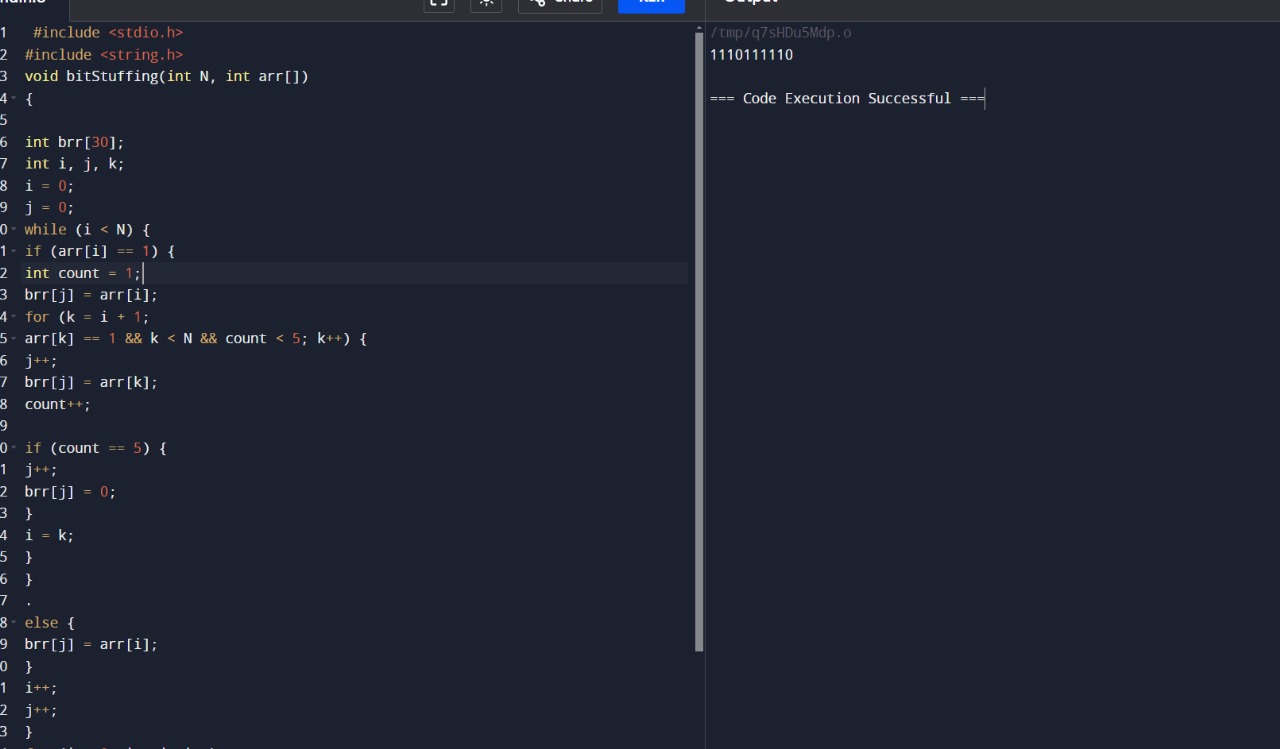 1 #include <stdio.h>
2 #include <string.h>
3 void bitStuffing(int N, int arr[])
4 {
5
6 int brr[30];
7 int i, j, k;
8 i = 0;
9 j = 0;
0 while (i < N) {
1 if (arr[i] == 1) {
2 int count = 1;
3 brr[j] = arr[i];
4 for (k = i + 1;
5 arr[k] == 1 && k < N && count < 5; k++) {
6 j++;
7 brr[j] = arr[k];
8 count++;
9
0 if (count == 5) {
1 j++;
2 brr[j] = 0;
3 }
4 i = k;
5 }
6 }
7 .
8 else {
9 brr[j] = arr[i];
0 }
1 i++;
2 j++;
3 }
/tmp/q7sHDu5Mdp.o
1110111110
=== Code Execution Successful ===